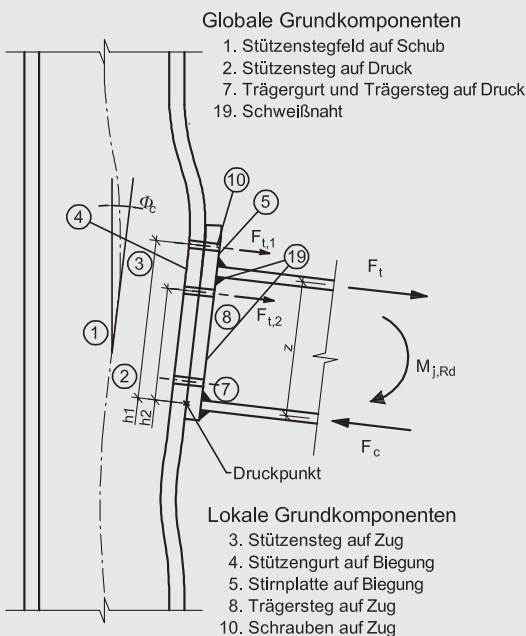 Globale Grundkomponenten
1. Stützenstegfeld auf Schub
2. Stützensteg auf Druck
7. Trägergurt und Trägersteg auf Druck
19. Schweißnaht
10
Φc
4
5
Ft,1
3
19
Ft
Ft,2
8
1
z
Mj,Rd
2
7
h1
h2
Fc
Druckpunkt
Lokale Grundkomponenten
3. Stützensteg auf Zug
4. Stützengurt auf Biegung
5. Stirnplatte auf Biegung
8. Trägersteg auf Zug
10. Schrauben auf Zug